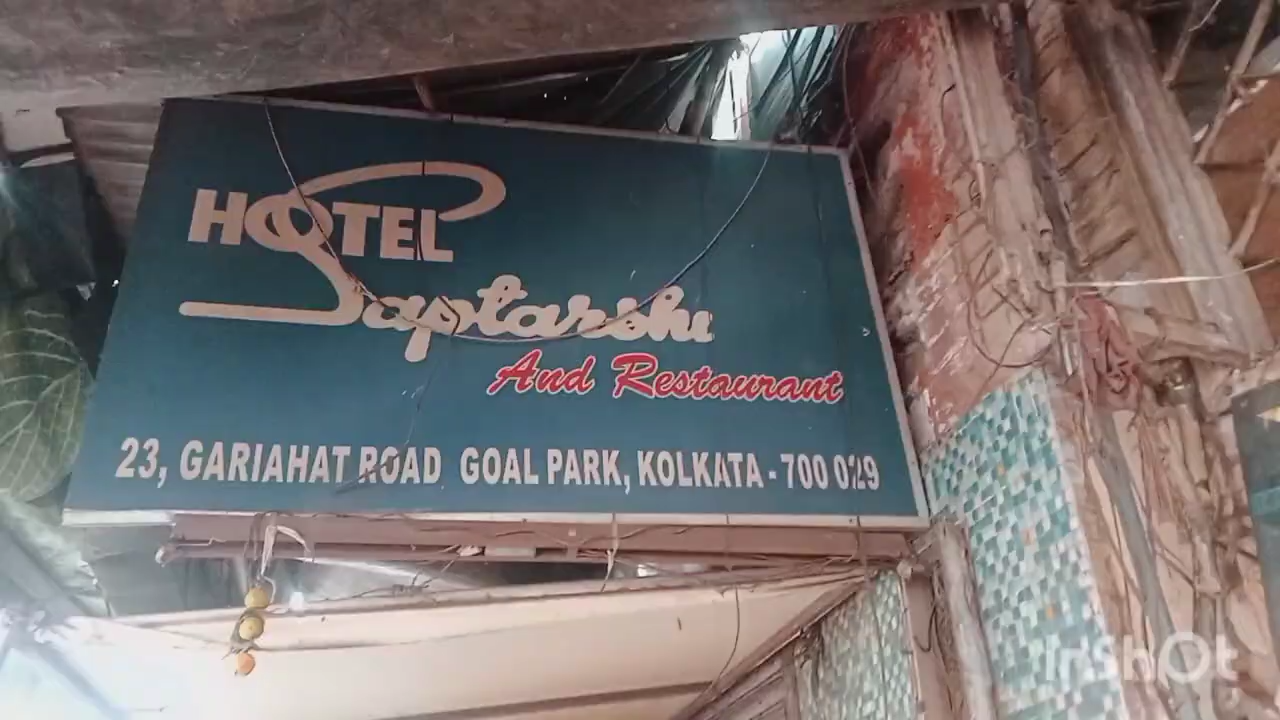 HOTEL
Saptarshi
And Restaurant
23, GARIAHAT ROAD GOAL PARK, KOLKATA - 700 029
InShOt